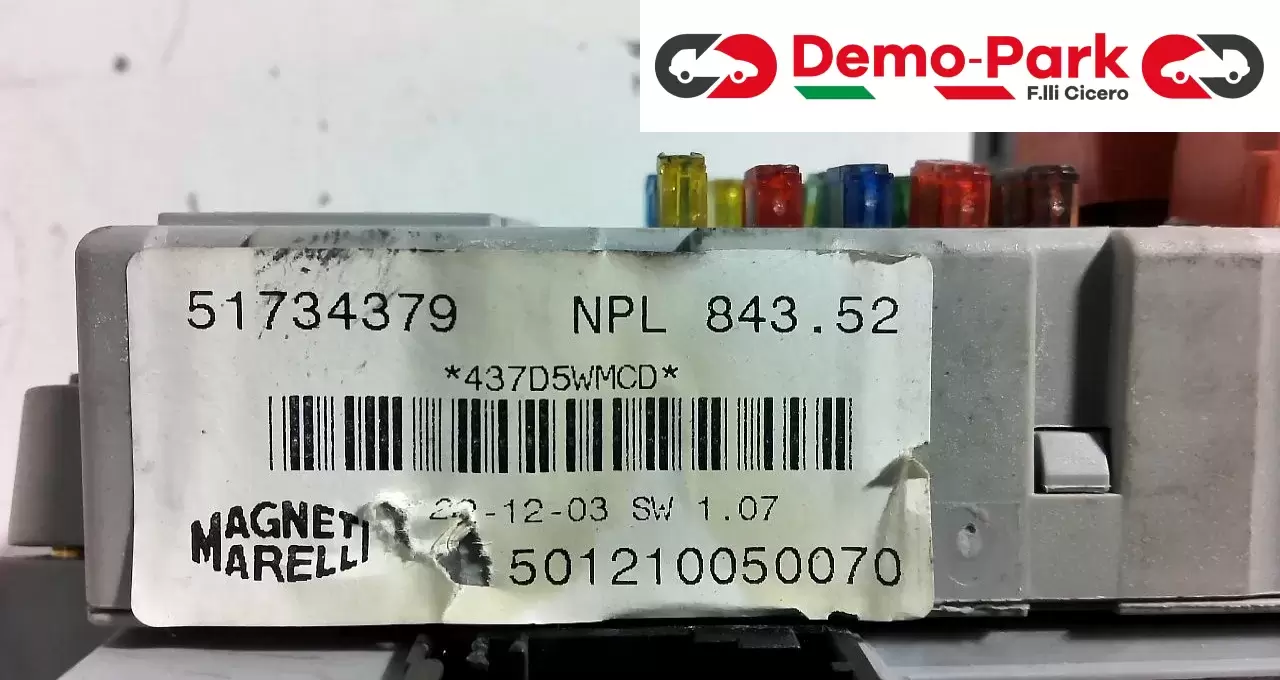 Demo-Park
F.lli Cicero
51734379 NPL 843.52
*437D5WMCD*
-12-03 SW 1.07
MAGNETI
MARELLI
501210050070